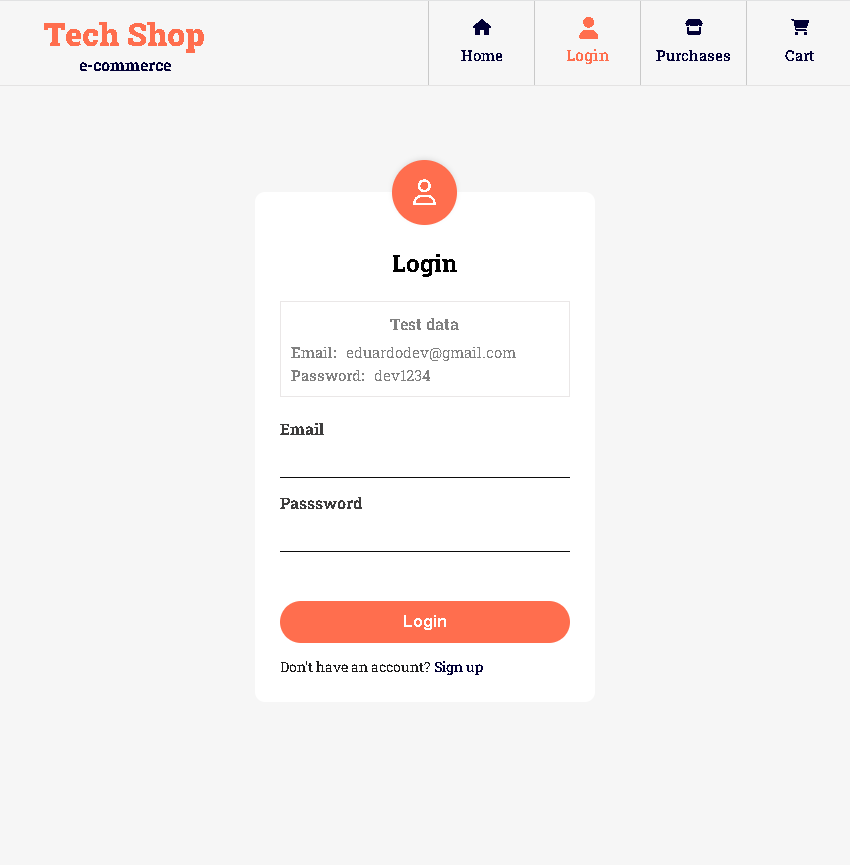 Tech Shop
e-commerce
Home
Login
Purchases
Cart
Login
Test data
Email: eduardodev@gmail.com
Password: dev1234
Email
Passsword
Login
Don't have an account? Sign up